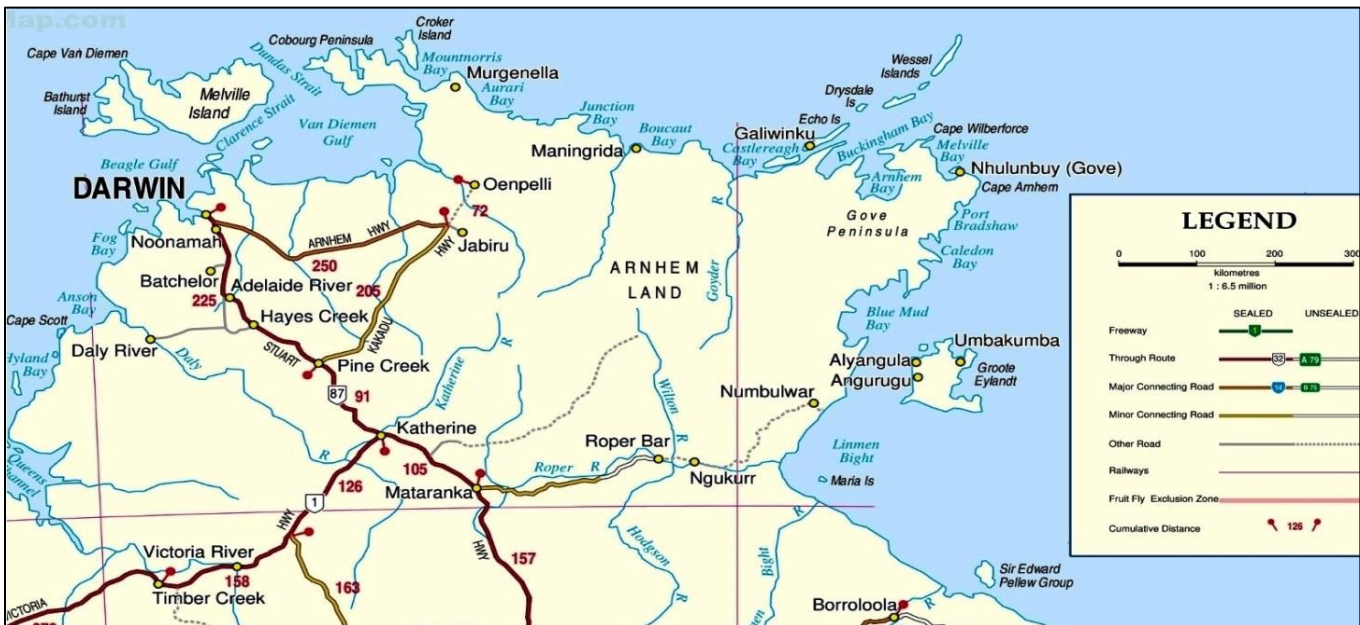 ap.com
Croker
Island
Cobourg Peninsula
Cape Van Diemen
Dundas Strait
Mountnorris
Bay
Murgenella
Aurari
Bay
Wessel
Islands
Bathurst
Island
Melville
Island
Clarence Strait
Van Diemen
Gulf
Junction
Bay
Boucaut
Bay
Drysdale
Is
Echo Is
Galiwinku
Castlereagh
Bay
Buckingham Bay
Cape Wilberforce
Melville
Bay
Maningrida
Nhulunbuy (Gove)
Cape Arnhem
Arnhem
Bay
Beagle Gulf
DARWIN
Oenpelli
72
R
Gove
Peninsula
Port
Bradshaw
Noonamah
ARNHEM
HWY
HWY
Jabiru
Fog
Bay
250
Caledon
Bay
Batchelor
ARNHEM
LAND
Goyder
Adelaide River
205
225
Anson
Bay
Hayes Creek
Blue Mud
Bay
Cape Scott
KAKADU
STUART
Daly River
Daly
R
Umbakumba
Hyland
Bay
Pine Creek
Alyangula
Angurugu
Groote
Eylandt
Katherine
87
91
Wilton
Numbulwar
Katherine
R
Roper Bar
R
105
Roper
R
Ngukurr
Linmen
Bight
Queens
Channel
126
Mataranka
Maria Is
1
HWY
R
Victoria River
HWY
157
Hodgson
Bight
158
Timber Creek
163
Sir Edward
Pellew Group
VICTORIA
Borroloola
R
R
LEGEND
0 100 200 300
kilometres
1 : 6.5 million
SEALED UNSEALED
Freeway 1
Through Route 32 A 79
Major Connecting Road
Minor Connecting Road
Other Road
Railways
Fruit Fly Exclusion Zone
Cumulative Distance 126